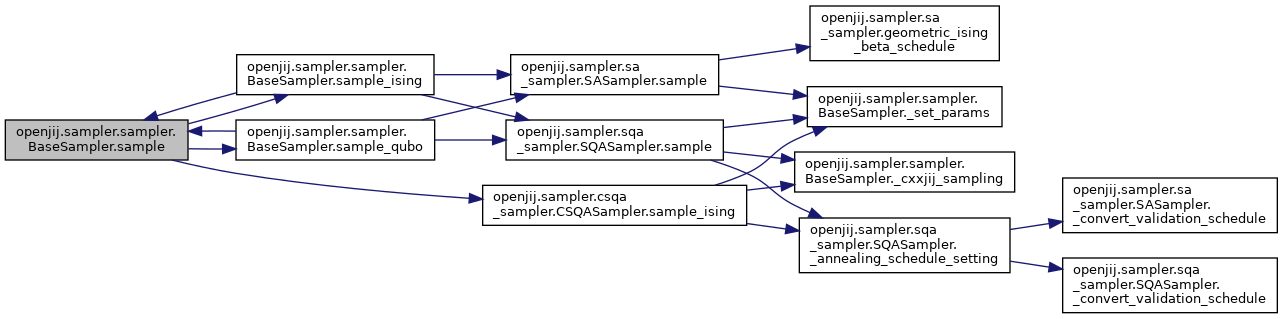 openjij.sampler.sampler.
BaseSampler.sample
openjij.sampler.sampler.
BaseSampler.sample_ising
openjij.sampler.sampler.
BaseSampler.sample_qubo
openjij.sampler.csqa
_sampler.CSQASampler.sample_ising
openjij.sampler.sa
_sampler.SASampler.sample
openjij.sampler.sqa
_sampler.SQASampler.sample
openjij.sampler.sa
_sampler.geometric_ising
_beta_schedule
openjij.sampler.sampler.
BaseSampler._set_params
openjij.sampler.sampler.
BaseSampler._cxxjij_sampling
openjij.sampler.sqa
_sampler.SQASampler.
_annealing_schedule_setting
openjij.sampler.sa
_sampler.SASampler.
_convert_validation_schedule
openjij.sampler.sqa
_sampler.SQASampler.
_convert_validation_schedule